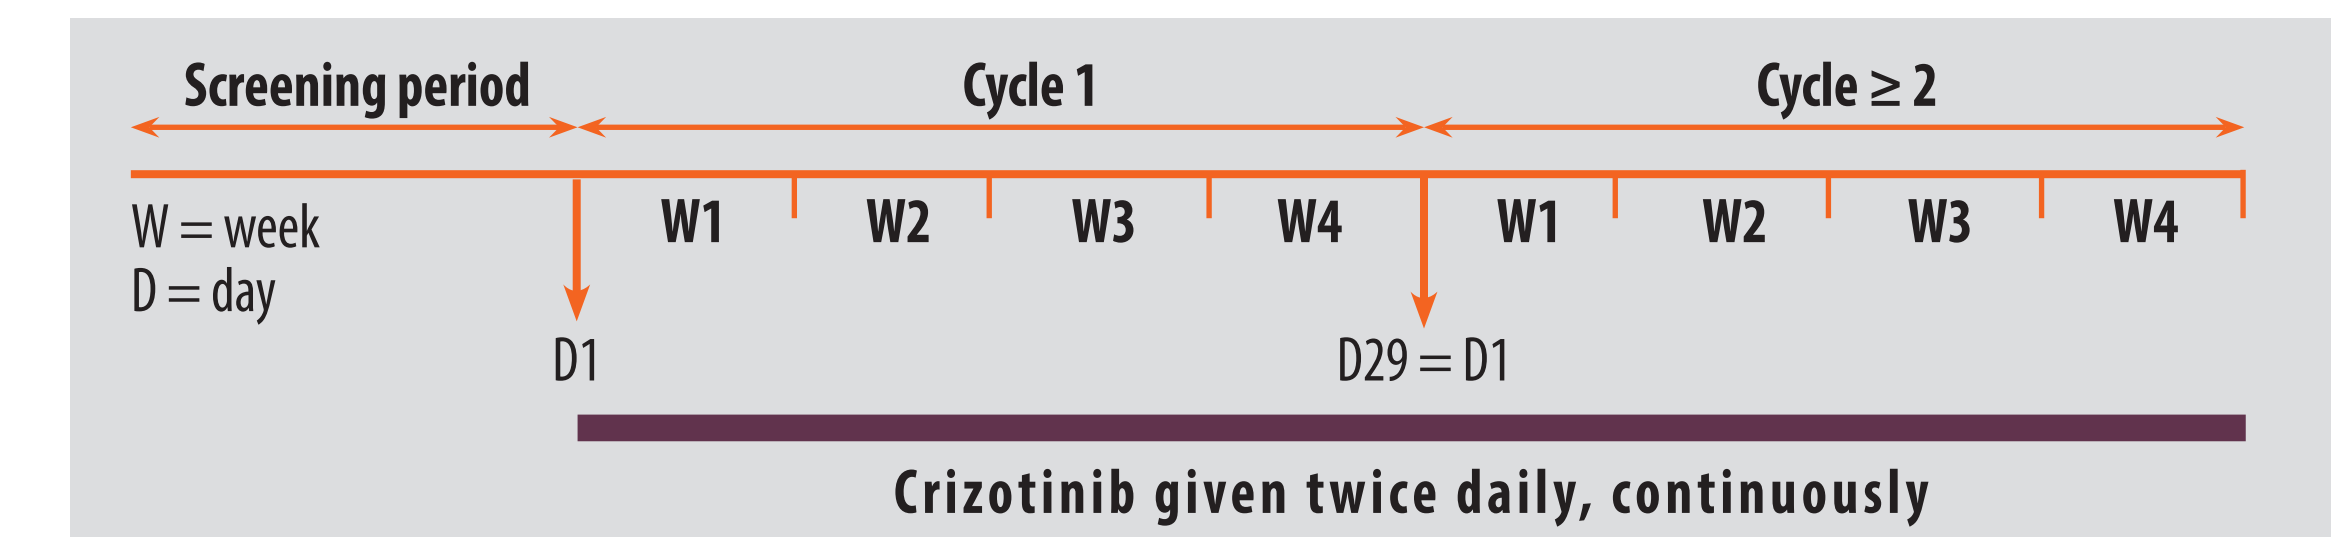 Screening period
Cycle 1
Cycle ≥ 2
W = week
D = day
W1
W2
W3
W4
W1
W2
W3
W4
D1
D29 = D1
Crizotinib given twice daily, continuously